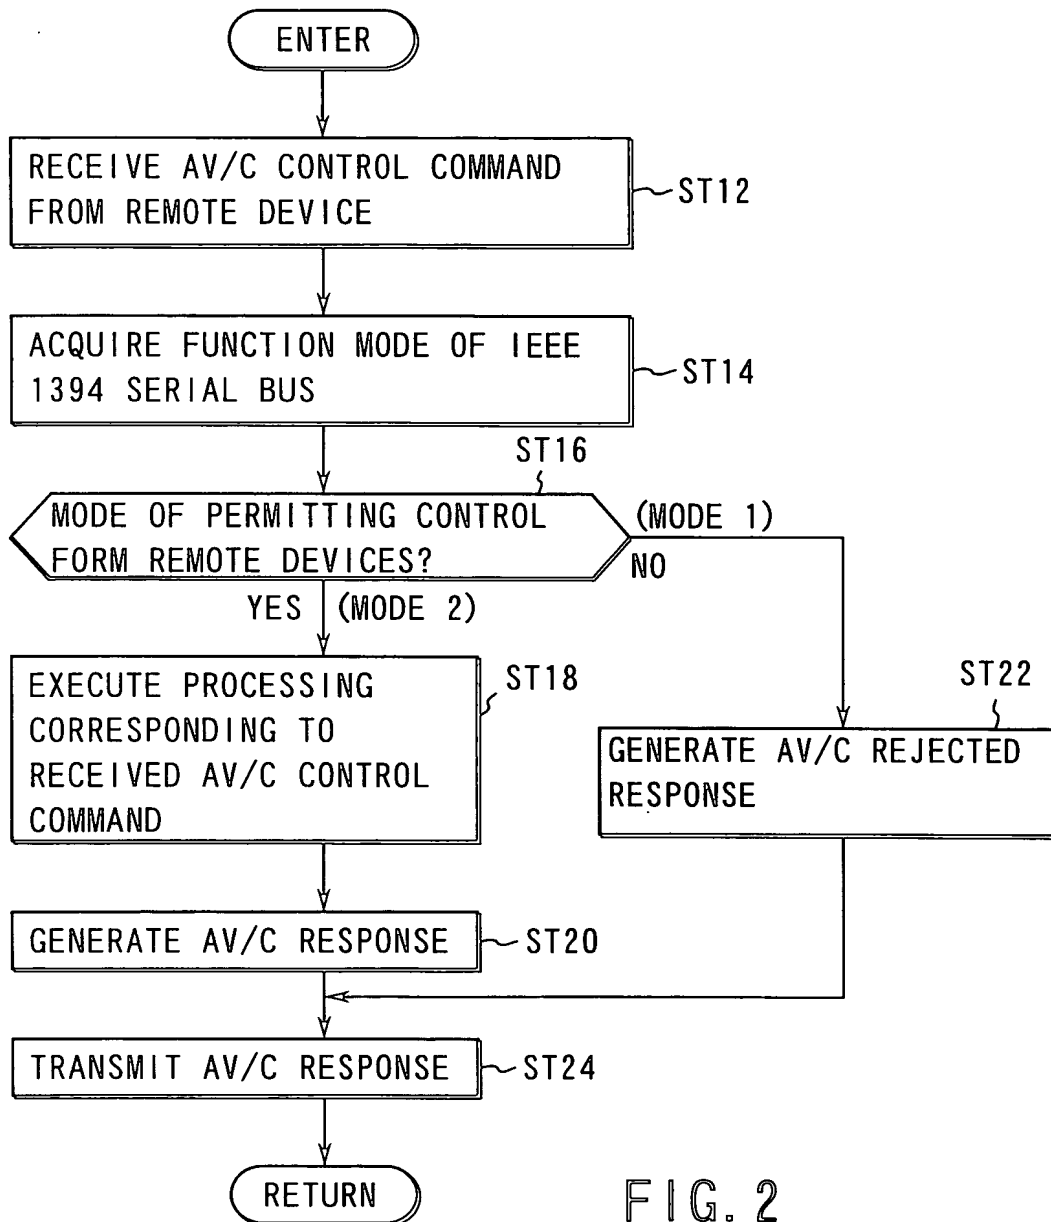 ENTER
RECEIVE AV/C CONTROL COMMAND
FROM REMOTE DEVICE
ST12
ACQUIRE FUNCTION MODE OF IEEE
1394 SERIAL BUS
ST14
ST16
MODE OF PERMITTING CONTROL
FORM REMOTE DEVICES?
(MODE 1)
NO
YES (MODE 2)
EXECUTE PROCESSING
CORRESPONDING TO
RECEIVED AV/C CONTROL
COMMAND
ST18
ST22
GENERATE AV/C REJECTED
RESPONSE
GENERATE AV/C RESPONSE
ST20
TRANSMIT AV/C RESPONSE
ST24
RETURN
FIG. 2